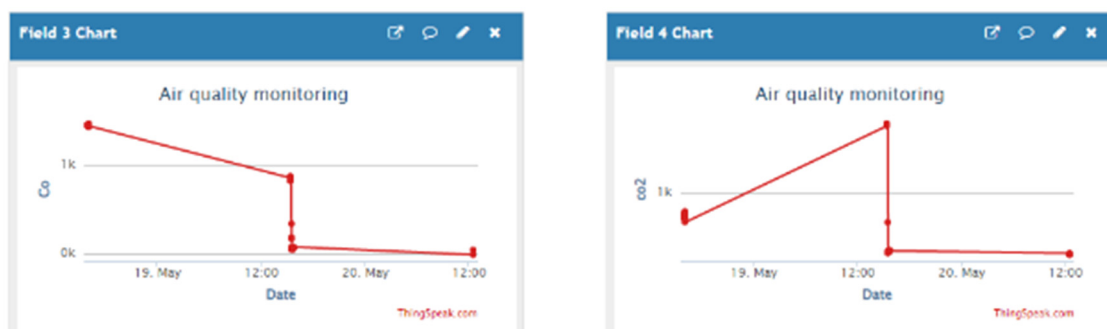 Field 3 Chart
Air quality monitoring
Co
1k
0k
19. May 12:00 20. May 12:00
Date
ThingSpeak.com
Field 4 Chart
Air quality monitoring
co2
1k
19. May 12:00 20. May 12:00
Date
ThingSpeak.com